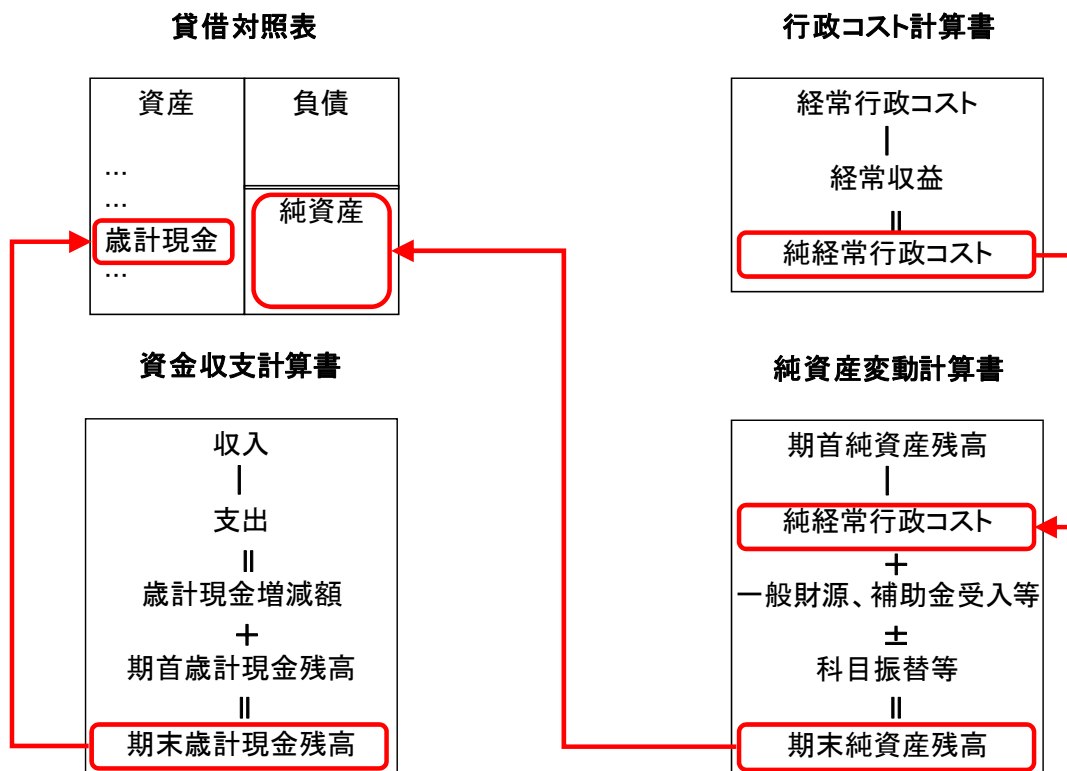 貸借対照表
資産
負債
…
…
純資産
歳計現金
…
行政コスト計算書
経常行政コスト
|
経常収益
||
純経常行政コスト
資金収支計算書
収入
|
支出
||
歳計現金増減額
+
期首歳計現金残高
||
期末歳計現金残高
純資産変動計算書
期首純資産残高
|
純経常行政コスト
+
一般財源、補助金受入等
±
科目振替等
||
期末純資産残高